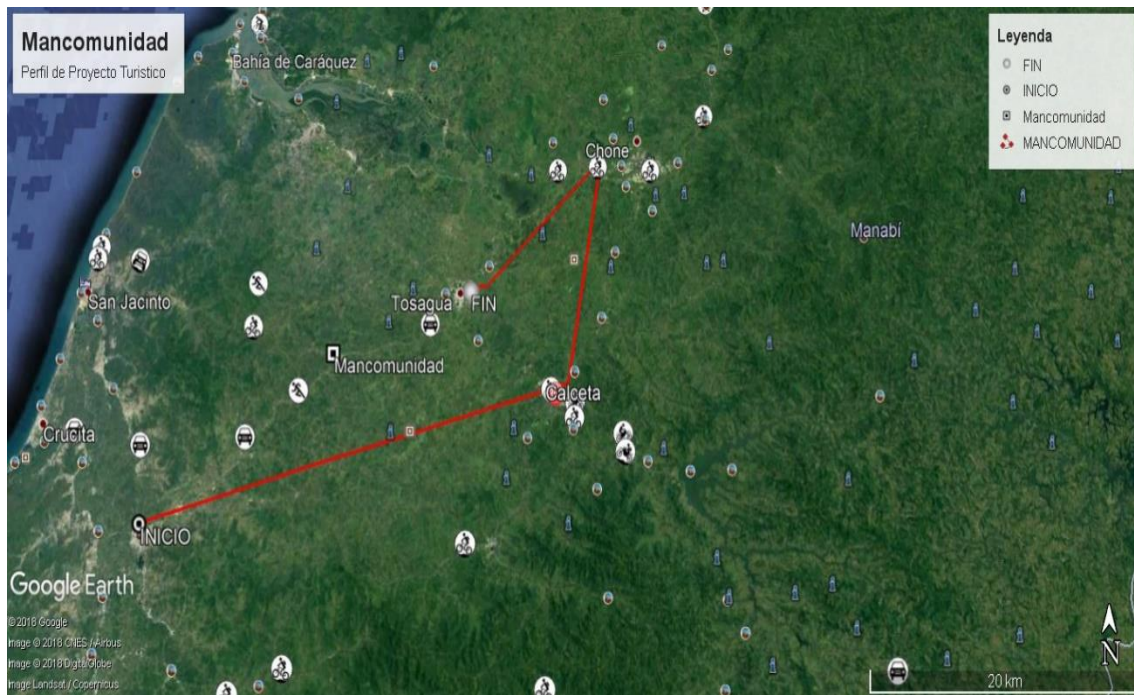 Mancomunidad
Perfil de Proyecto Turistico
Leyenda
FIN
INICIO
Mancomunidad
MANCOMUNIDAD
Bahía de Caráquez
Chone
Manabí
San Jacinto
Tosagua
FIN
Mancomunidad
Calceta
Crucita
INICIO
Google Earth
©2018 Google
Image © 2018 CNES / Airbus
Image © 2018 DigitalGlobe
Image Landsat / Copernicus
N
20 km